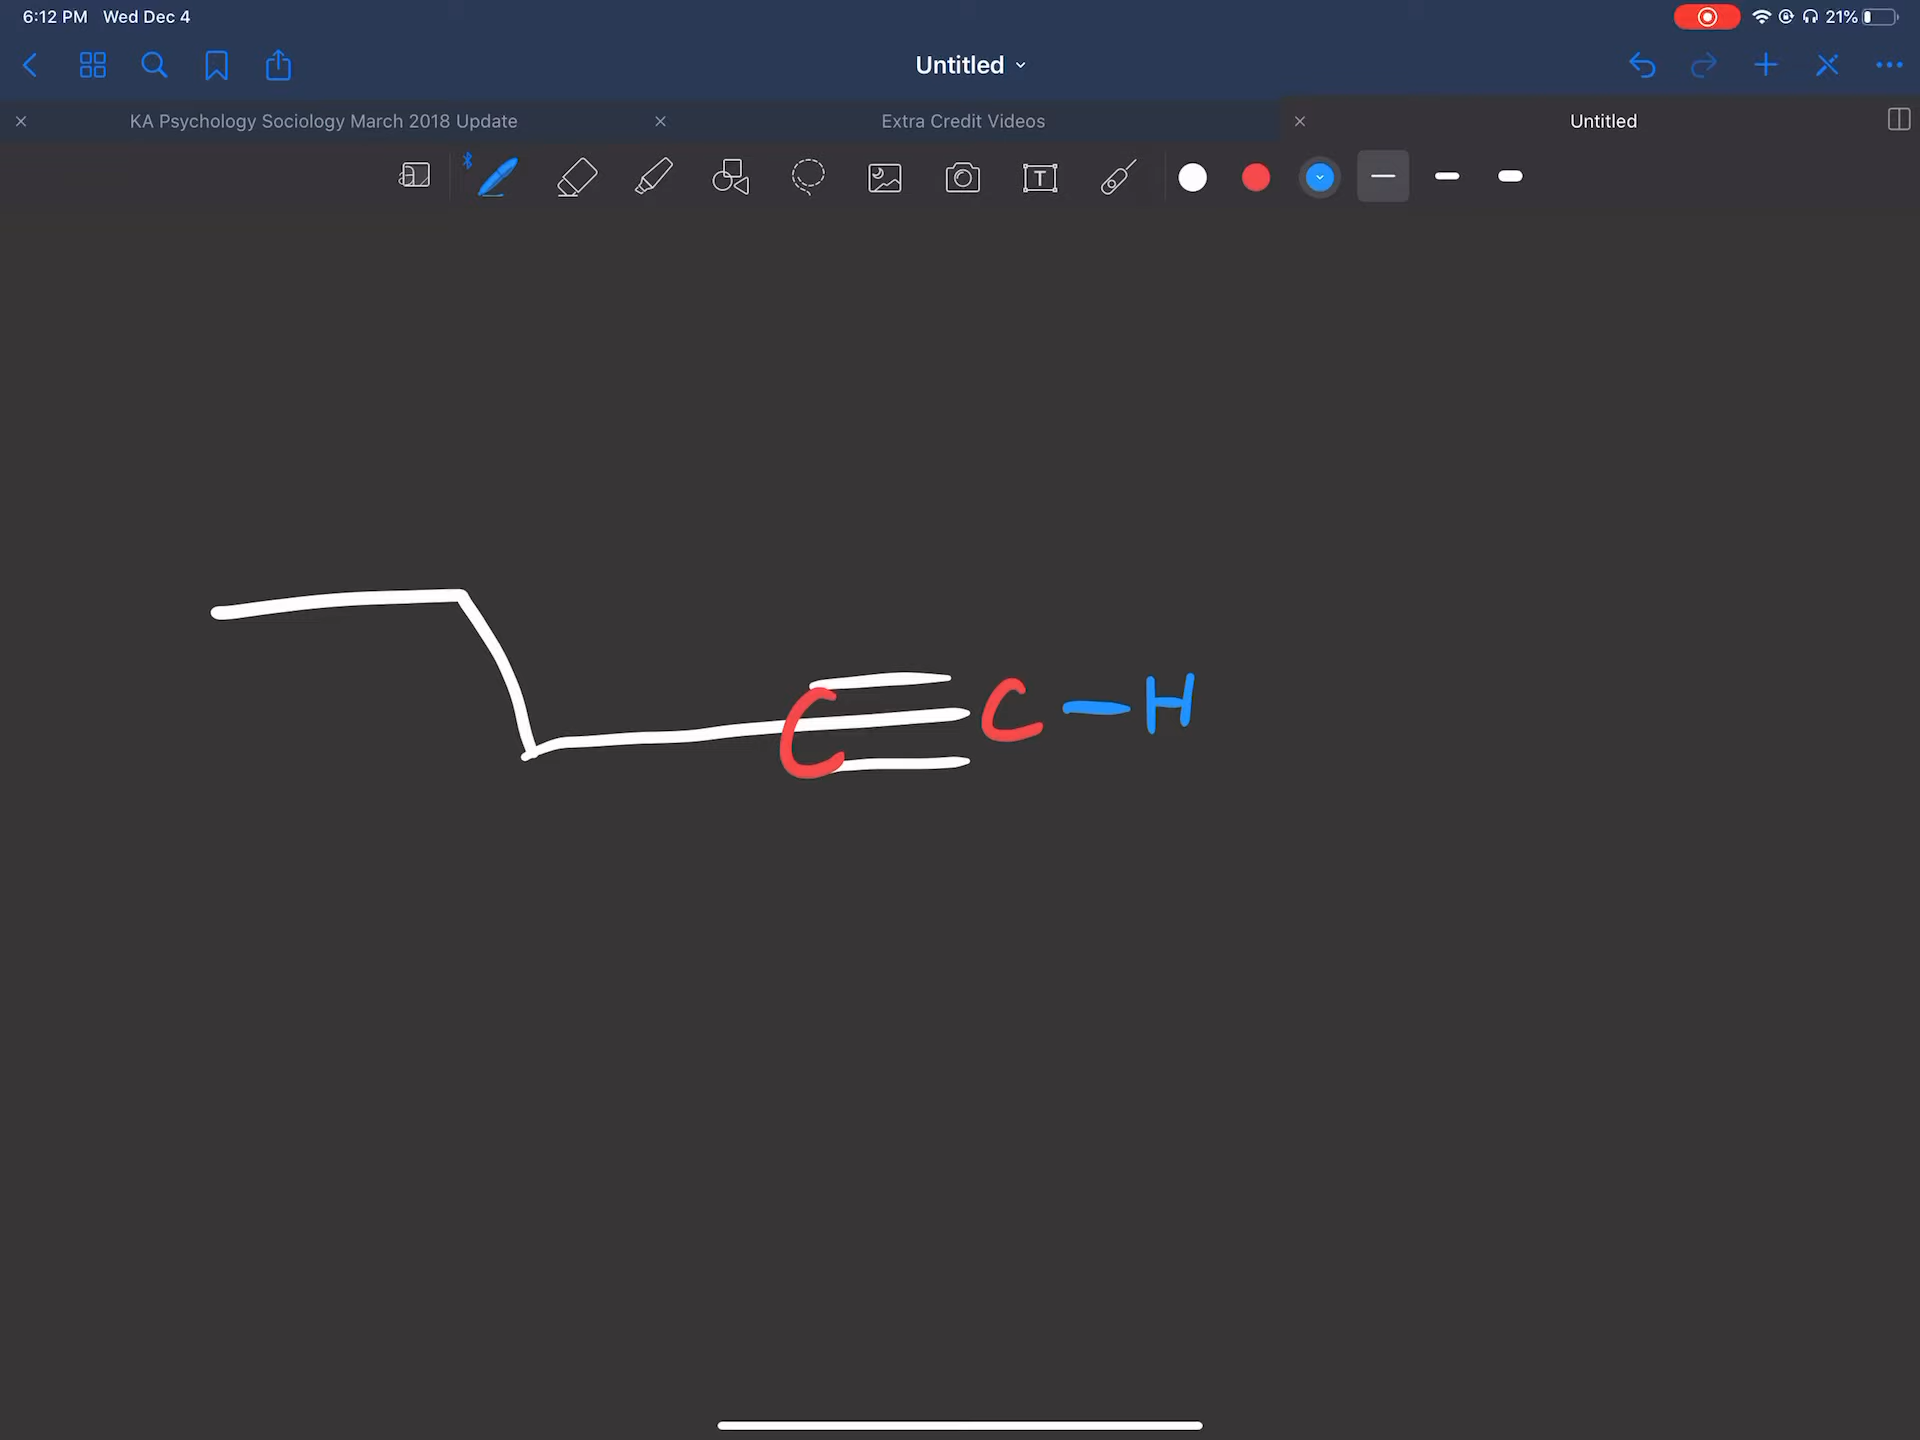 6:12 PM Wed Dec 4
21%
Untitled
KA Psychology Sociology March 2018 Update
Extra Credit Videos
Untitled
T
C≡C-H